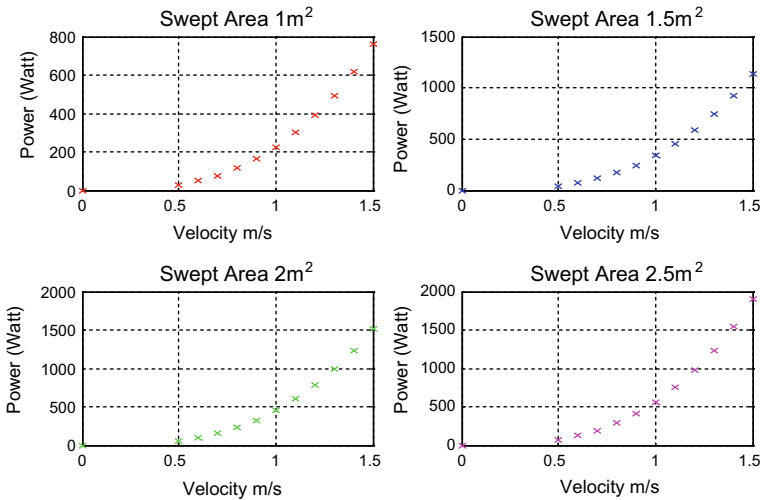 Swept Area 1m²
800
600
400
200
0
Power (Watt)
0 0.5 1 1.5
Velocity m/s
Swept Area 1.5m²
1500
1000
500
0
Power (Watt)
0 0.5 1 1.5
Velocity m/s
Swept Area 2m²
2000
1500
1000
500
0
Power (Watt)
0 0.5 1 1.5
Velocity m/s
Swept Area 2.5m²
2000
1500
1000
500
0
Power (Watt)
0 0.5 1 1.5
Velocity m/s